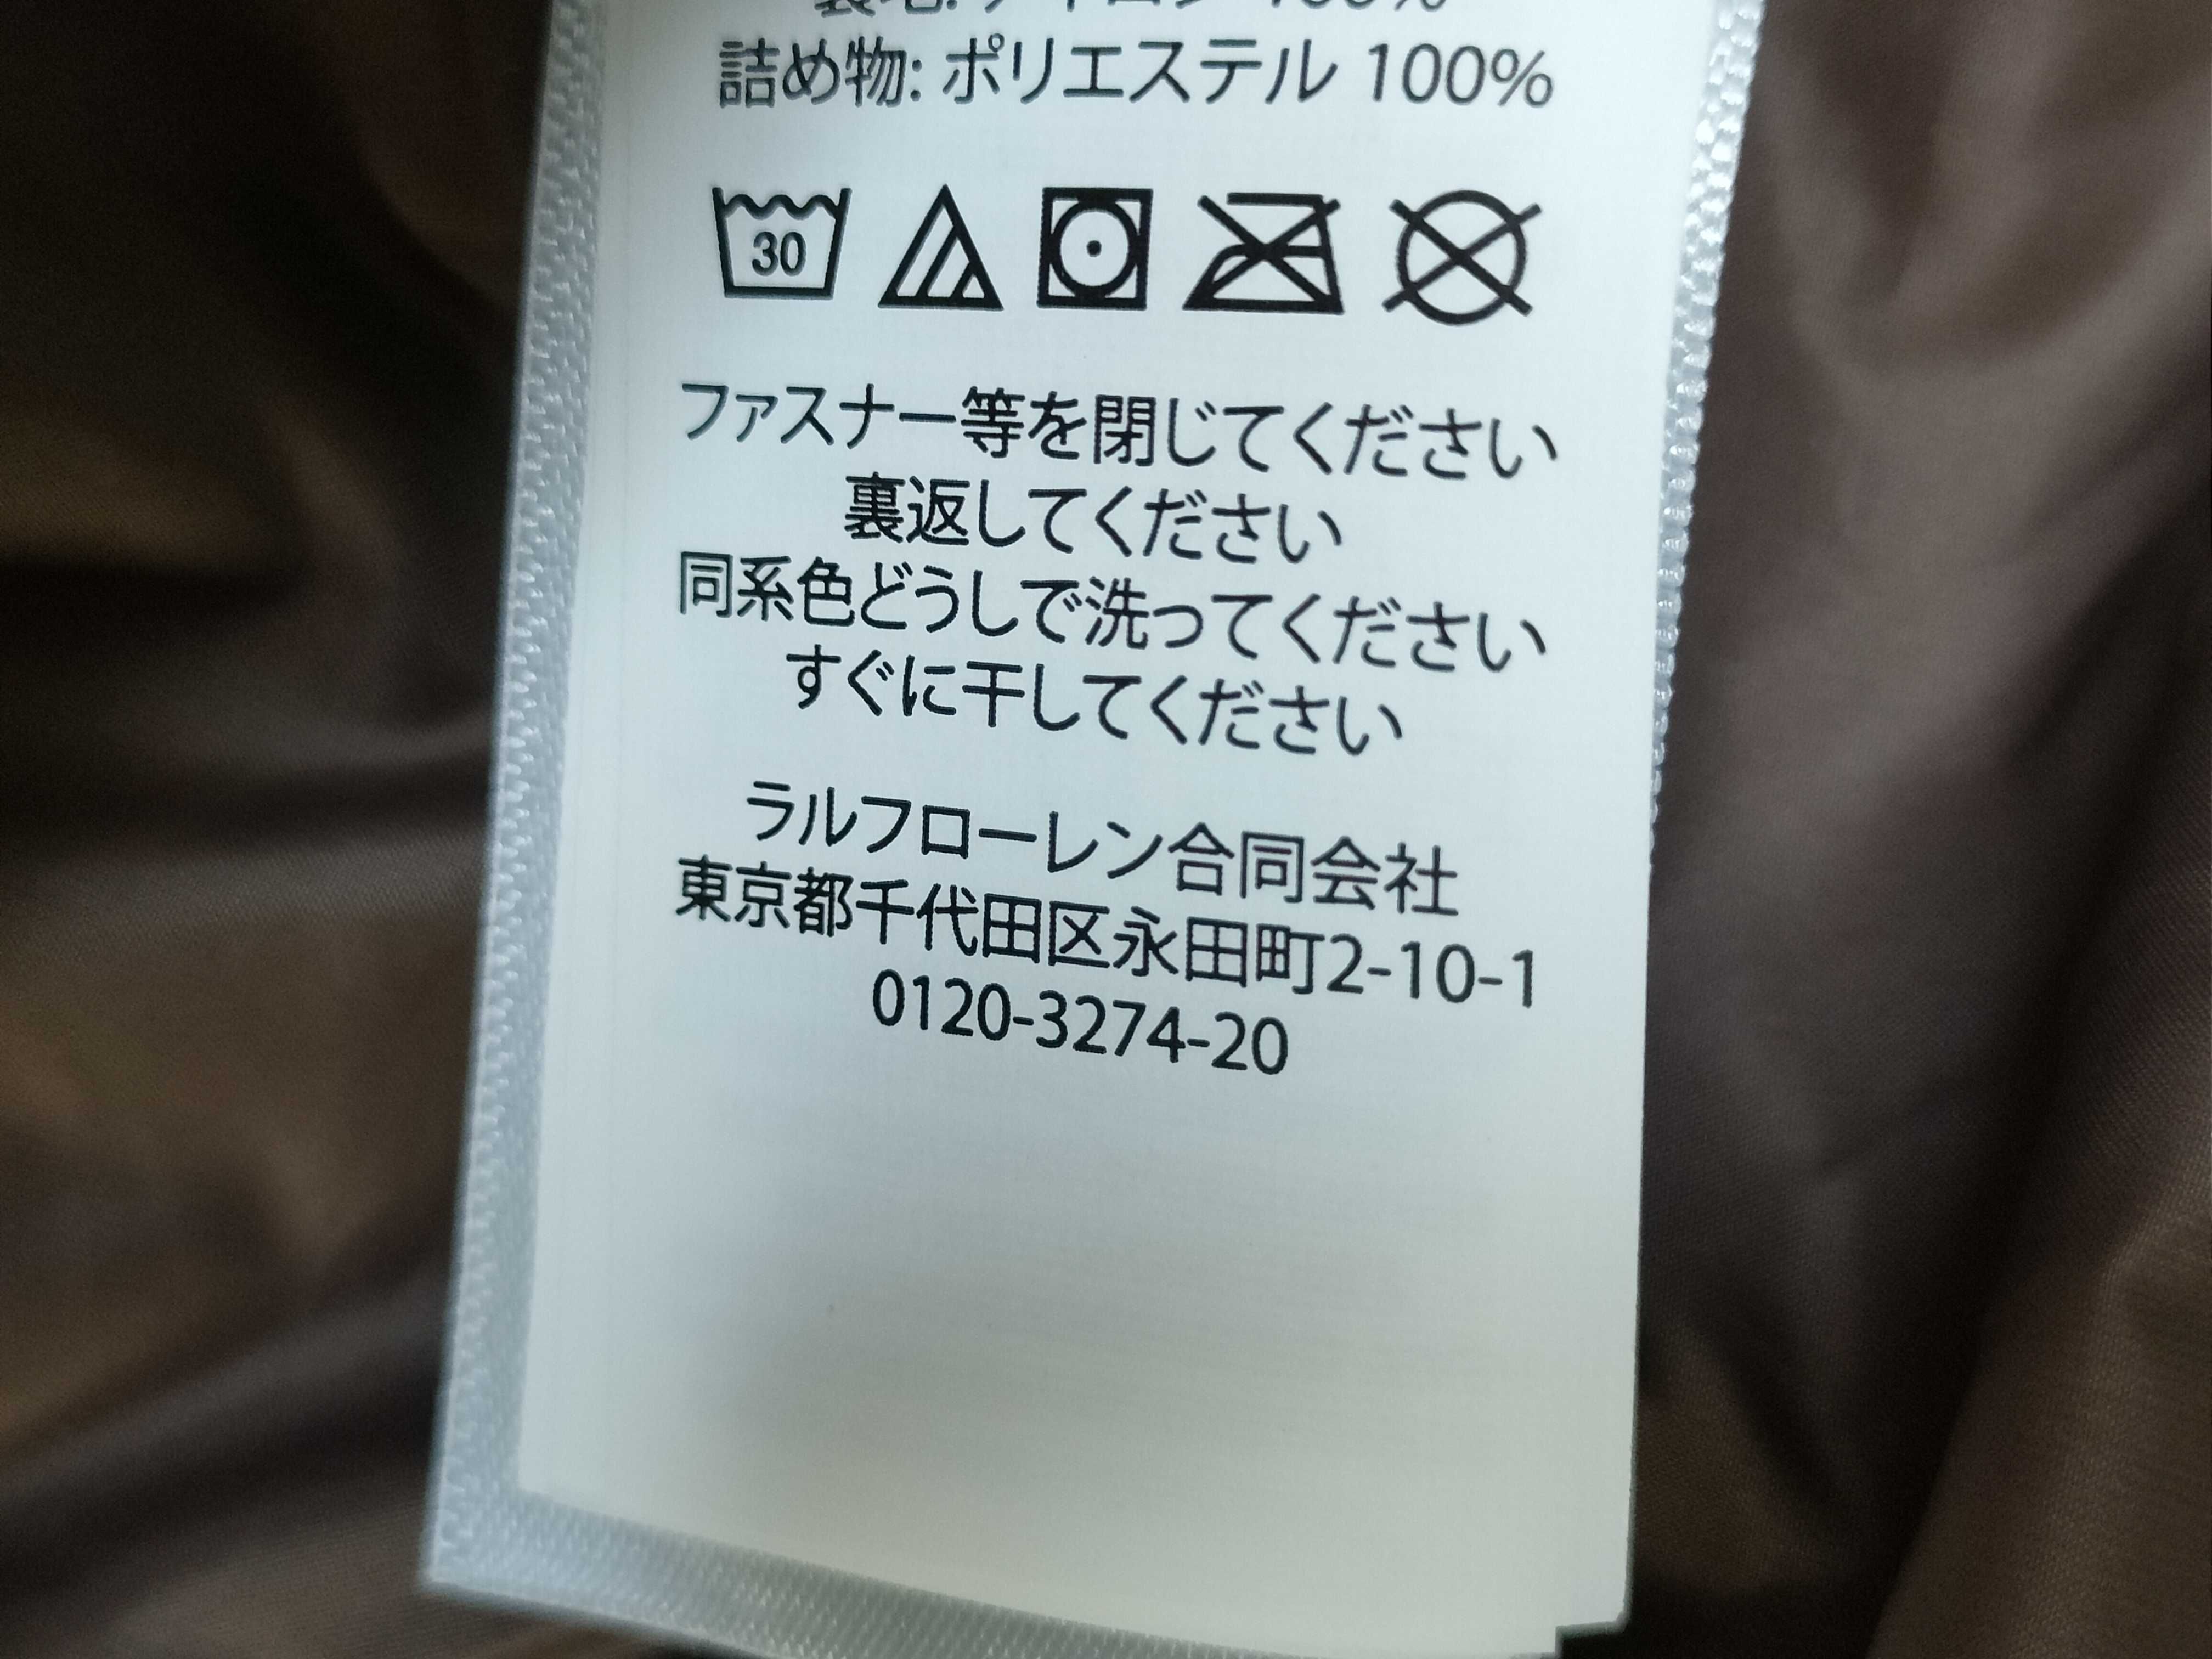 詰め物: ポリエステル 100%
30
ファスナー等を閉じてください
裏返してください
同系色どうしで洗ってください
すぐに干してください
ラルフローレン合同会社
東京都千代田区永田町2-10-1
0120-3274-20